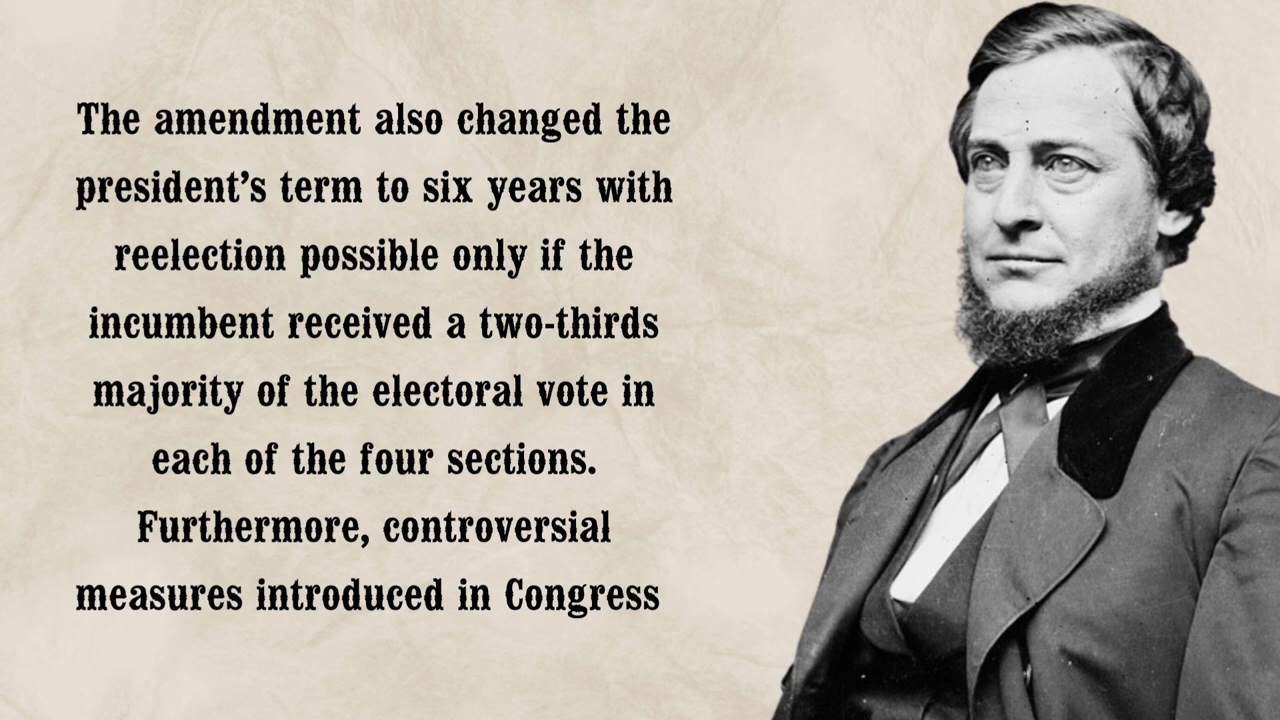 The amendment also changed the
president’s term to six years with
reelection possible only if the
incumbent received a two-thirds
majority of the electoral vote in
each of the four sections.
Furthermore, controversial
measures introduced in Congress